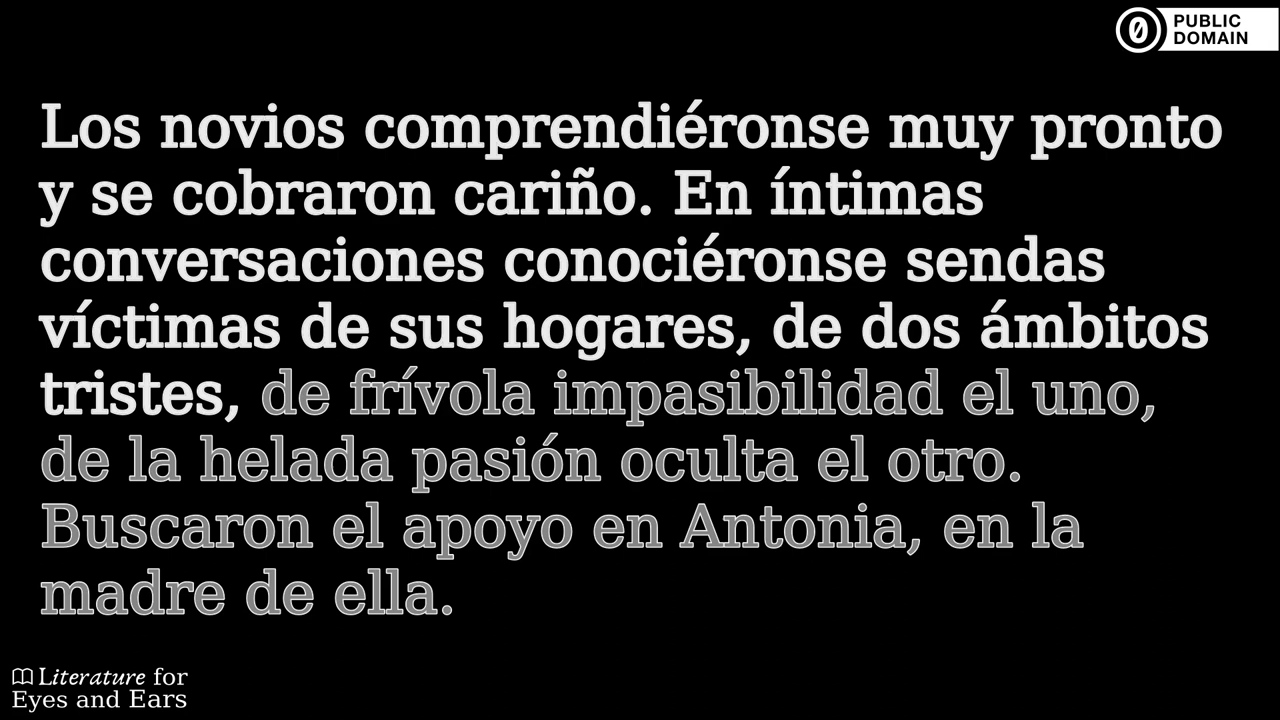 PUBLIC
DOMAIN
Los novios comprendiéronse muy pronto
y se cobraron cariño. En íntimas
conversaciones conociéronse sendas
víctimas de sus hogares, de dos ámbitos
tristes, de frívola impasibilidad el uno,
de la helada pasión oculta el otro.
Buscaron el apoyo en Antonia, en la
madre de ella.
Literature for
Eyes and Ears